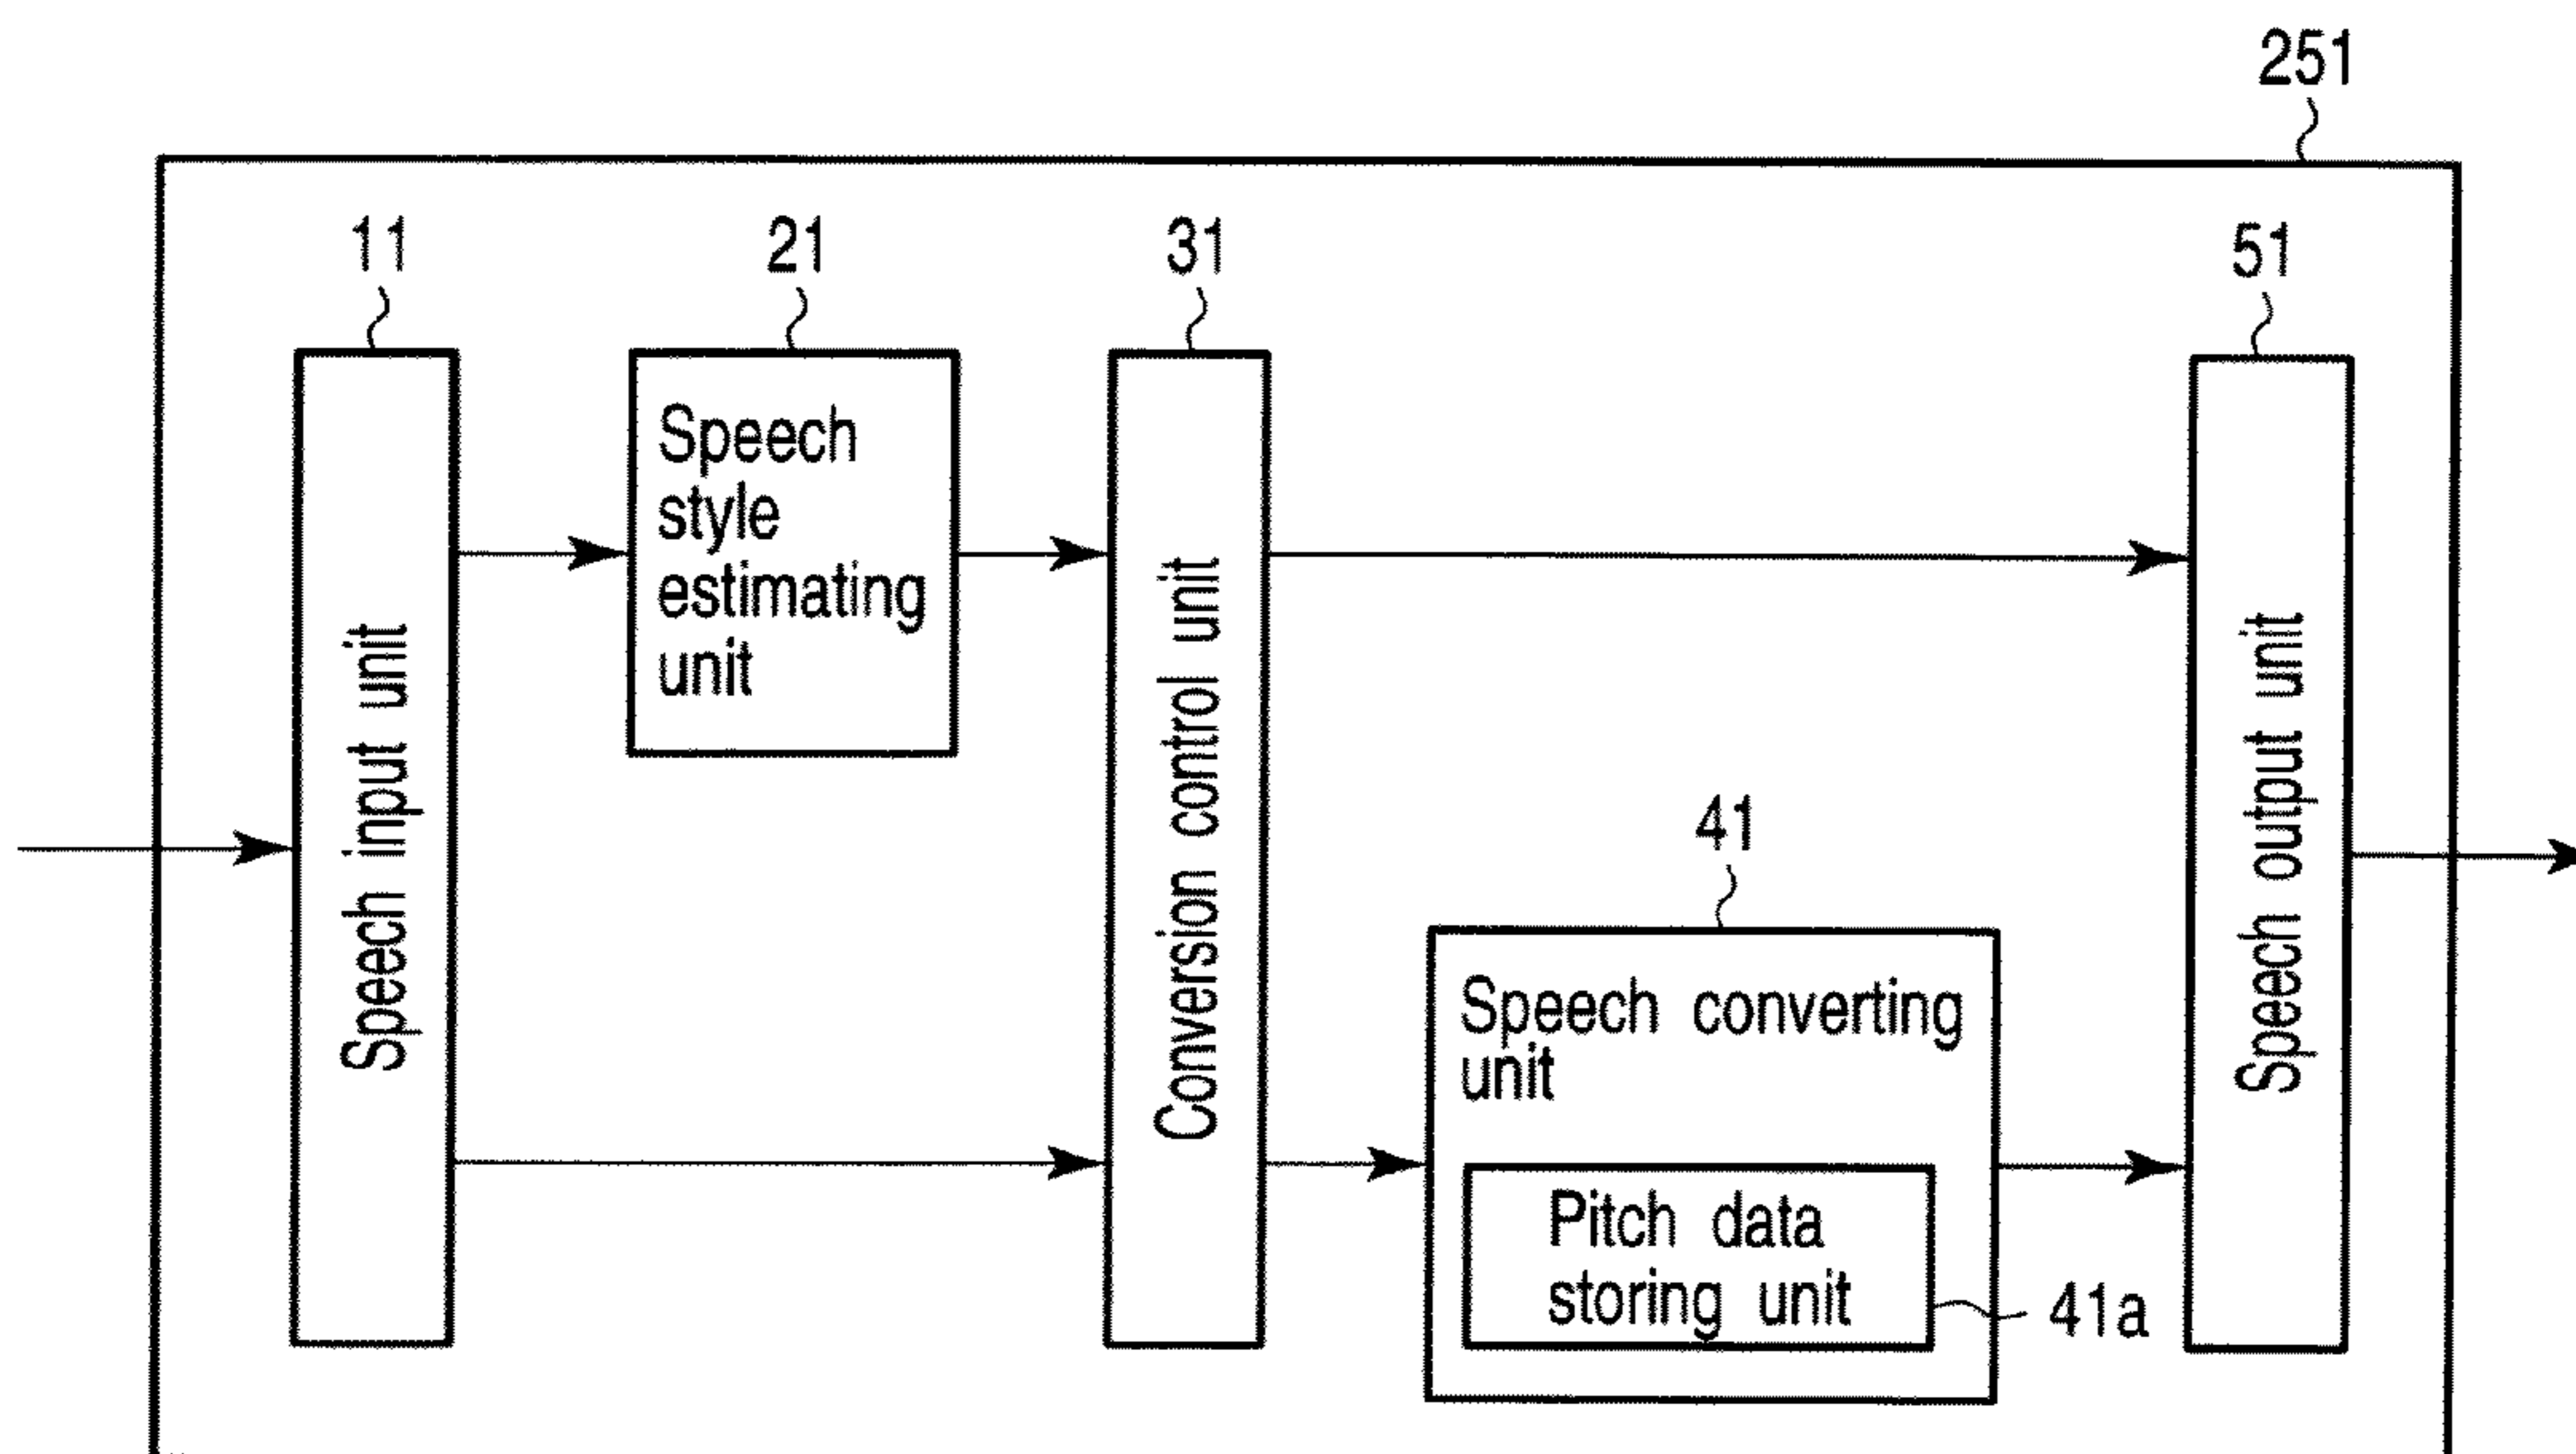 251
11
21
31
51
Speech input unit
Speech
style
estimating
unit
Conversion control unit
41
Speech converting
unit
Pitch data
storing unit
41a
Speech output unit